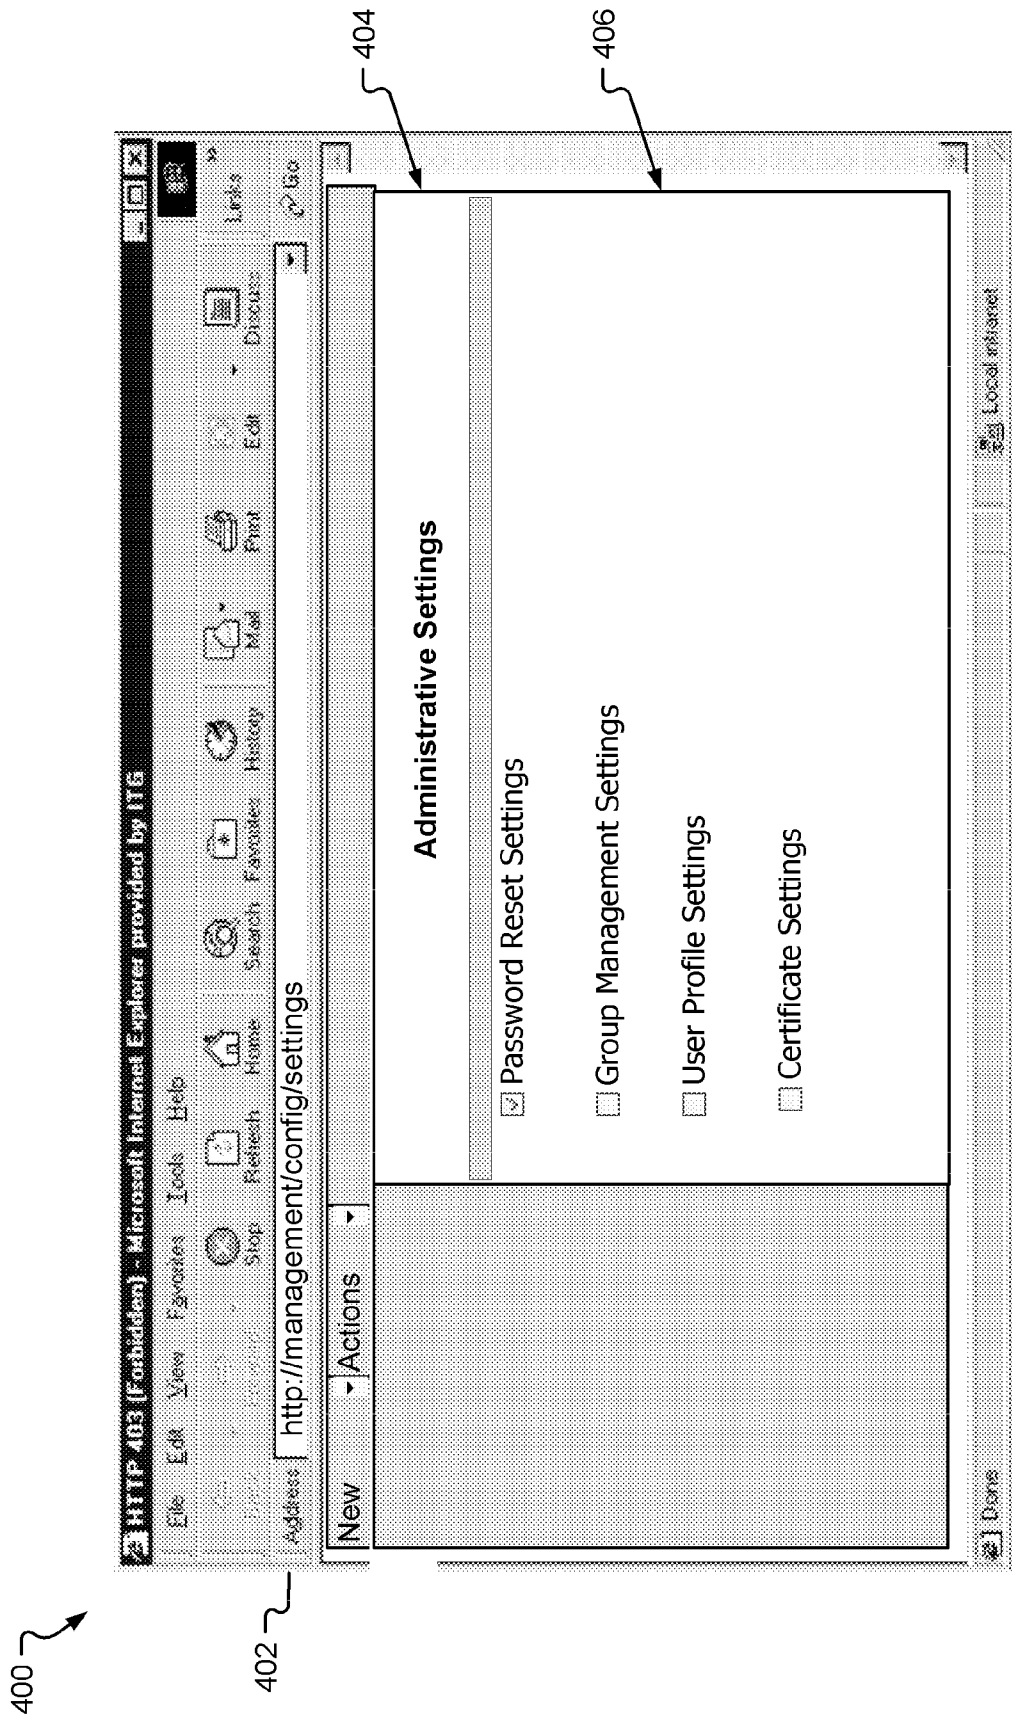 400
HTTP 403 (Forbidden) - Microsoft Internet Explorer provided by ITG
File Edit View Favorites Tools Help
Stop Refresh Home Search Favorites History Mail Print Edit Discuss Links »
402
Address http://management/config/settings Go
New Actions
404
Administrative Settings
406
Password Reset Settings
Group Management Settings
User Profile Settings
Certificate Settings
Done Local intranet